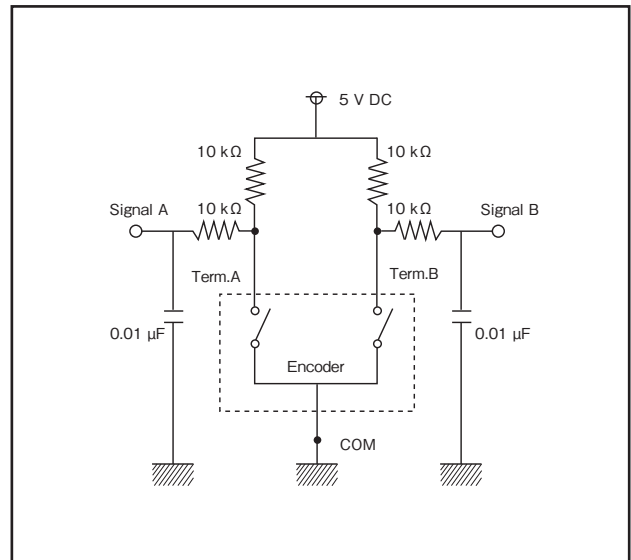 5 V DC
10 kΩ
10 kΩ
Signal A
10 kΩ
10 kΩ
Signal B
Term.A
Term.B
0.01 µF
Encoder
0.01 µF
COM